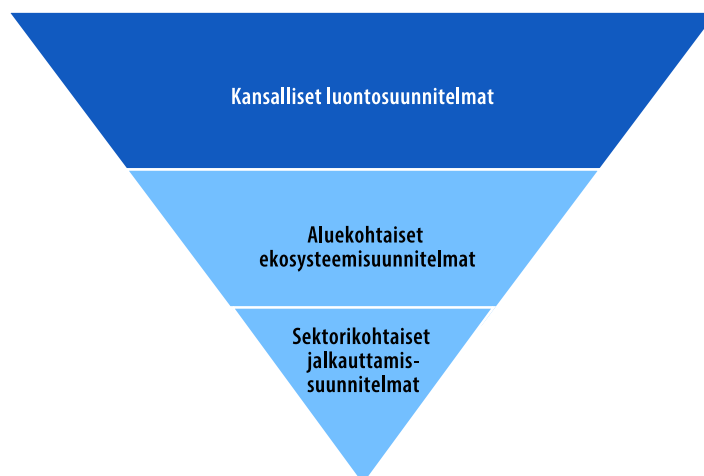 Kansalliset luontosuunnitelmat
Aluekohtaiset
ekosysteemisuunnitelmat
Sektorikohtaiset
jalkauttamis-
suunnitelmat